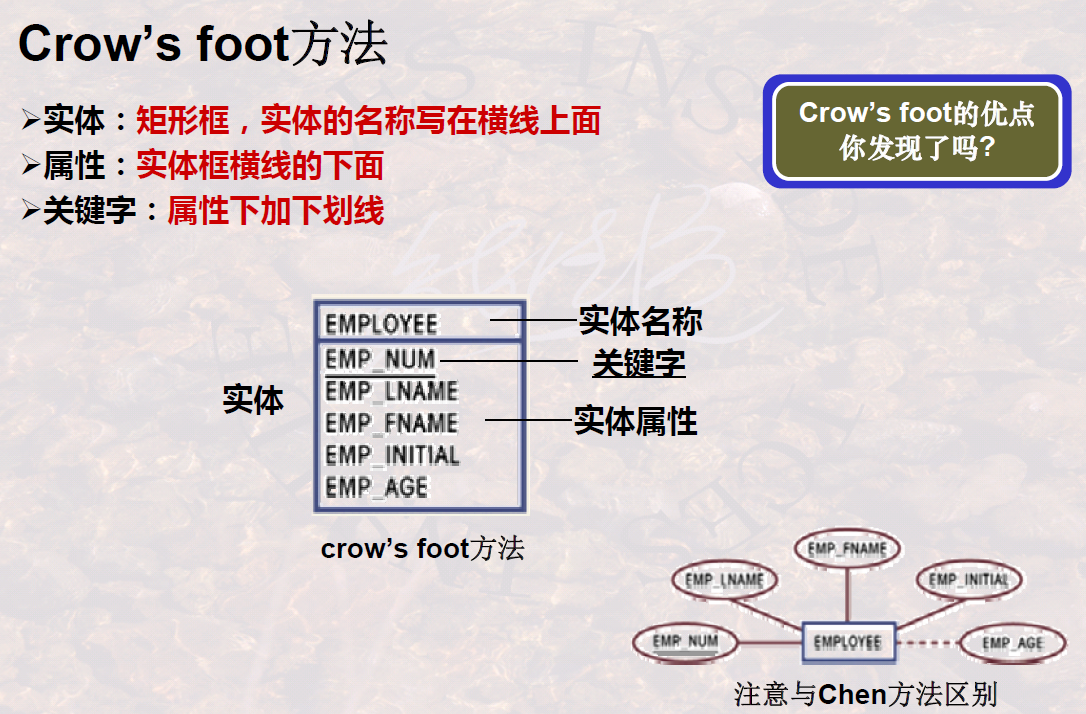 Crow’s foot方法
➢实体：矩形框，实体的名称写在横线上面
➢属性：实体框横线的下面
➢关键字：属性下加下划线
Crow’s foot的优点
你发现了吗?
EMPLOYEE
实体名称
EMP_NUM
关键字
EMP_LNAME
实体
EMP_FNAME
实体属性
EMP_INITIAL
EMP_AGE
crow’s foot方法
EMP_FNAME
EMP_LNAME
EMP_INITIAL
EMP_NUM
EMPLOYEE
EMP_AGE
注意与Chen方法区别